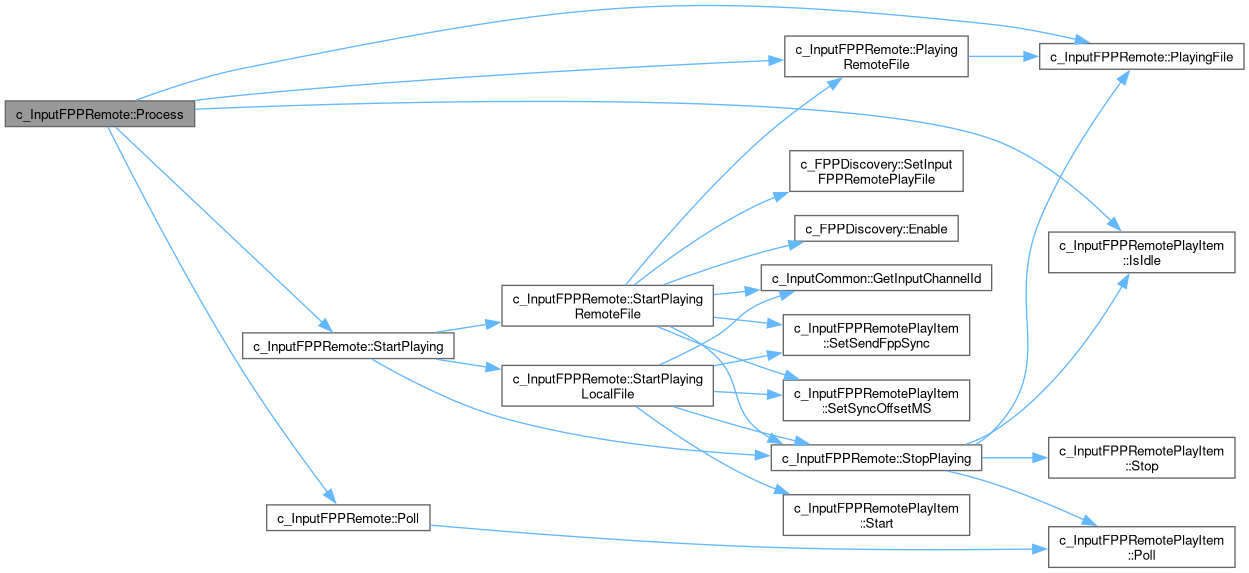 c_InputFPPRemote::Process
c_InputFPPRemote::Playing
RemoteFile
c_InputFPPRemote::PlayingFile
c_FPPDiscovery::SetInput
FPPRemotePlayFile
c_FPPDiscovery::Enable
c_InputFPPRemotePlayItem
::IsIdle
c_InputCommon::GetInputChannelId
c_InputFPPRemote::StartPlaying
RemoteFile
c_InputFPPRemotePlayItem
::SetSendFppSync
c_InputFPPRemote::StartPlaying
c_InputFPPRemote::StartPlaying
LocalFile
c_InputFPPRemotePlayItem
::SetSyncOffsetMS
c_InputFPPRemote::StopPlaying
c_InputFPPRemotePlayItem
::Stop
c_InputFPPRemote::Poll
c_InputFPPRemotePlayItem
::Start
c_InputFPPRemotePlayItem
::Poll